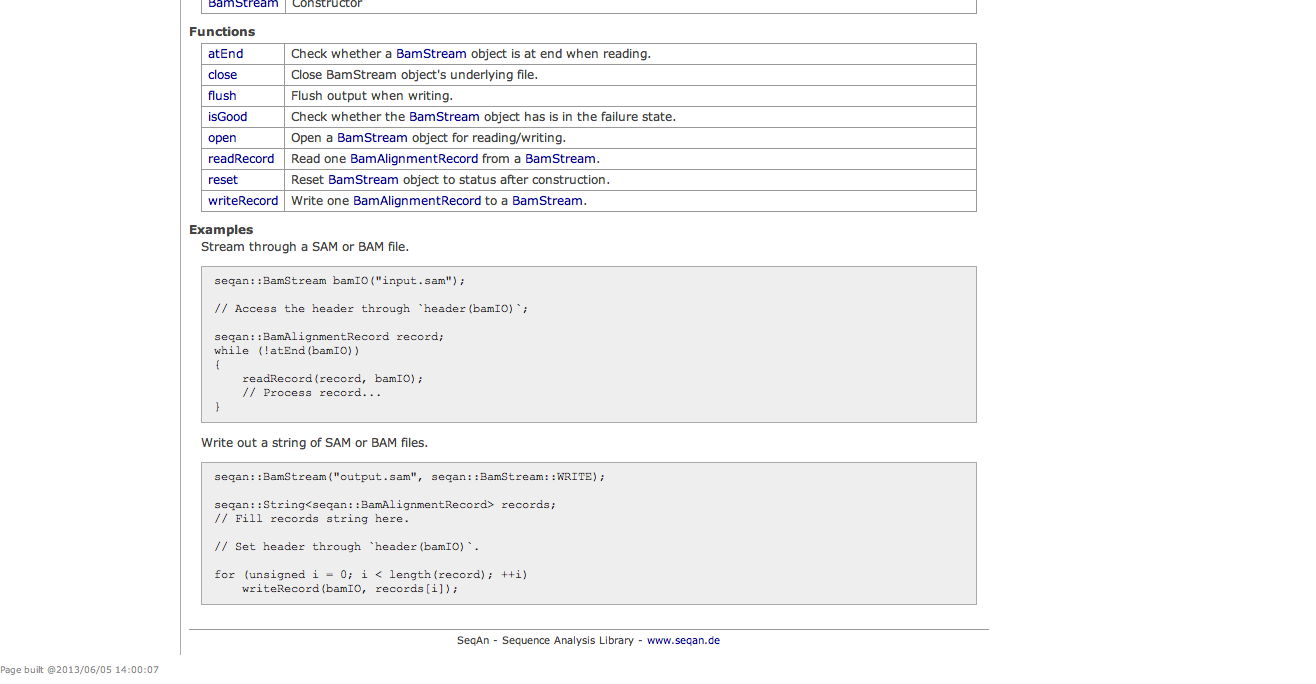 BamStream Constructor
Functions
atEnd Check whether a BamStream object is at end when reading.
close Close BamStream object's underlying file.
flush Flush output when writing.
isGood Check whether the BamStream object has is in the failure state.
open Open a BamStream object for reading/writing.
readRecord Read one BamAlignmentRecord from a BamStream.
reset Reset BamStream object to status after construction.
writeRecord Write one BamAlignmentRecord to a BamStream.
Examples
Stream through a SAM or BAM file.
seqan::BamStream bamIO("input.sam");
// Access the header through `header(bamIO)`;
seqan::BamAlignmentRecord record;
while (!atEnd(bamIO))
{
    readRecord(record, bamIO);
    // Process record...
}
Write out a string of SAM or BAM files.
seqan::BamStream("output.sam", seqan::BamStream::WRITE);
seqan::String<seqan::BamAlignmentRecord> records;
// Fill records string here.
// Set header through `header(bamIO)`.
for (unsigned i = 0; i < length(record); ++i)
    writeRecord(bamIO, records[i]);
SeqAn - Sequence Analysis Library - www.seqan.de
Page built @2013/06/05 14:00:07